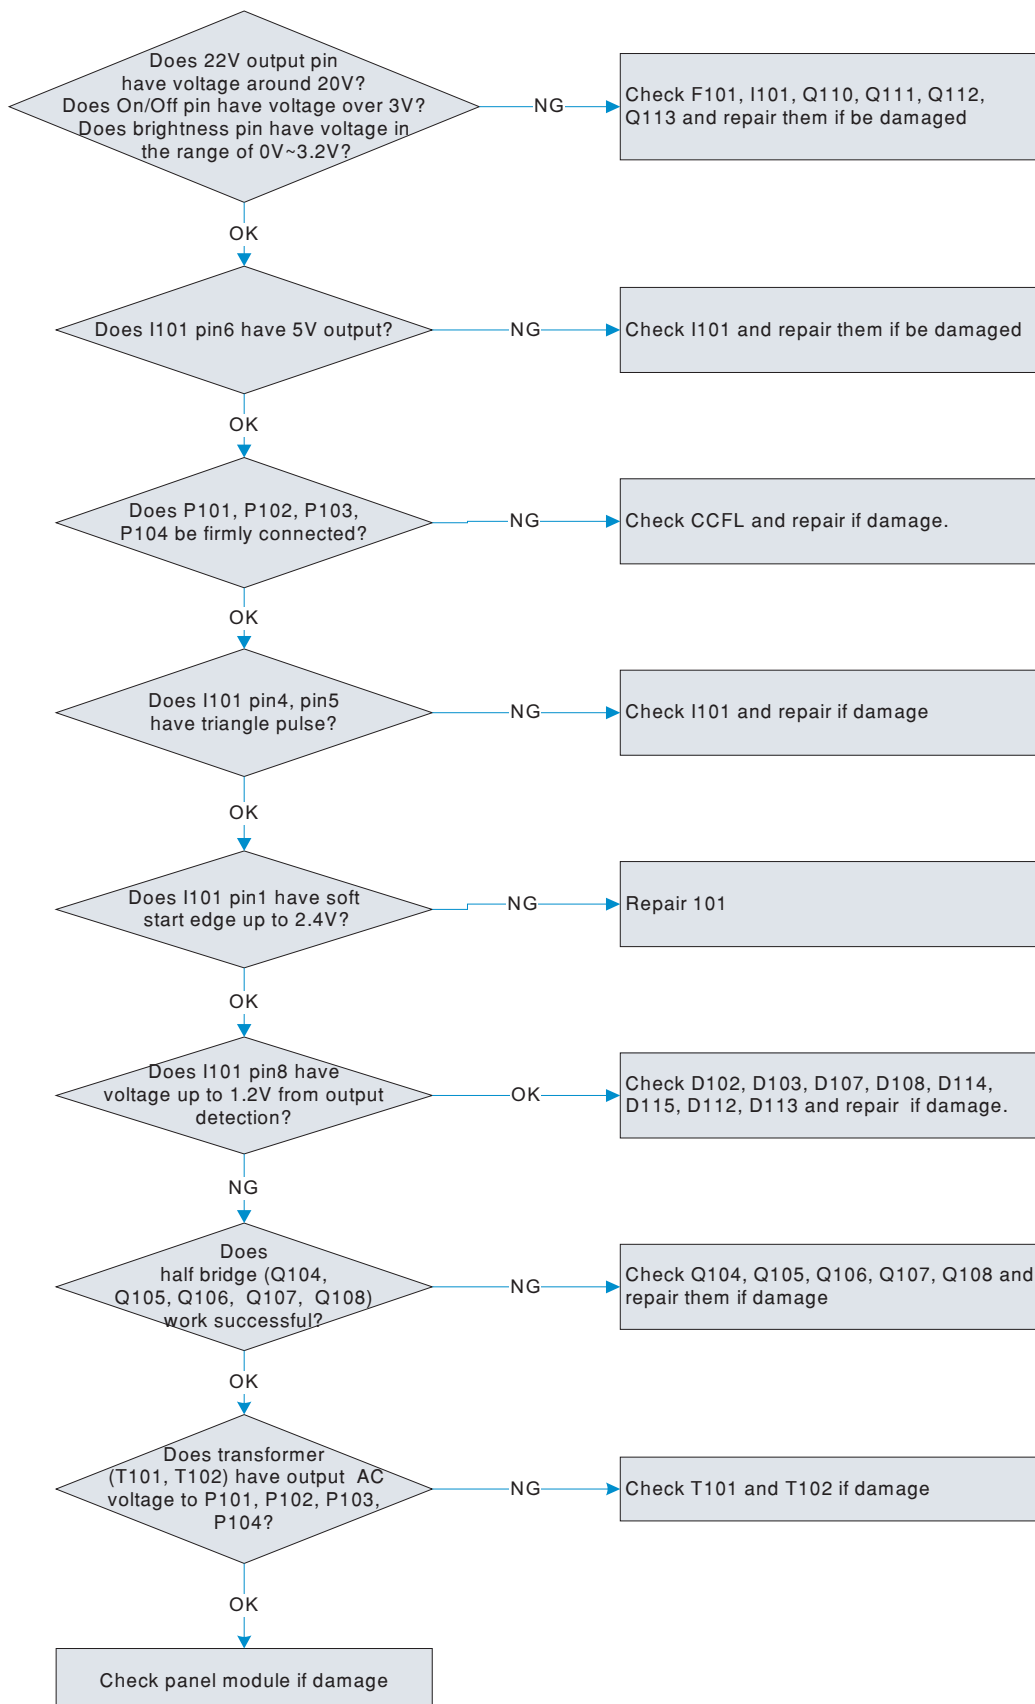 Does 22V output pin
have voltage around 20V?
Does On/Off pin have voltage over 3V?
Does brightness pin have voltage in
the range of 0V~3.2V?
NG
Check F101, I101, Q110, Q111, Q112,
Q113 and repair them if be damaged
OK
Does I101 pin6 have 5V output?
NG
Check I101 and repair them if be damaged
OK
Does P101, P102, P103,
P104 be firmly connected?
NG
Check CCFL and repair if damage.
OK
Does I101 pin4, pin5
have triangle pulse?
NG
Check I101 and repair if damage
OK
Does I101 pin1 have soft
start edge up to 2.4V?
NG
Repair 101
OK
Does I101 pin8 have
voltage up to 1.2V from output
detection?
OK
Check D102, D103, D107, D108, D114,
D115, D112, D113 and repair if damage.
NG
Does
half bridge (Q104,
Q105, Q106, Q107, Q108)
work successful?
NG
Check Q104, Q105, Q106, Q107, Q108 and
repair them if damage
OK
Does transformer
(T101, T102) have output AC
voltage to P101, P102, P103,
P104?
NG
Check T101 and T102 if damage
OK
Check panel module if damage